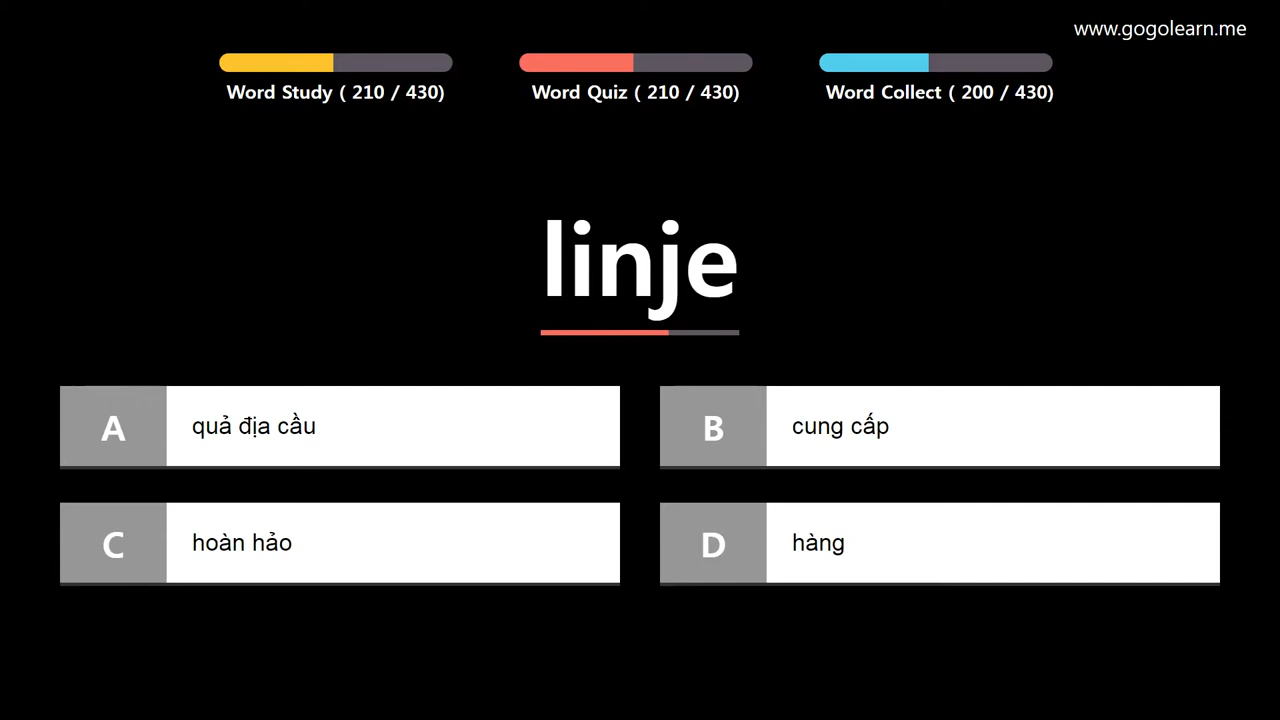 www.gogolearn.me
Word Study ( 210 / 430)
Word Quiz ( 210 / 430)
Word Collect ( 200 / 430)
linje
A
quả địa cầu
B
cung cấp
C
hoàn hảo
D
hàng